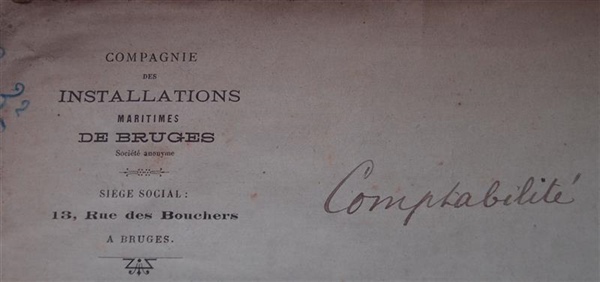 COMPAGNIE
DES
INSTALLATIONS
MARITIMES
DE BRUGES
Société anonyme
SIÈGE SOCIAL:
13, Rue des Bouchers
A BRUGES.
Comptabilité